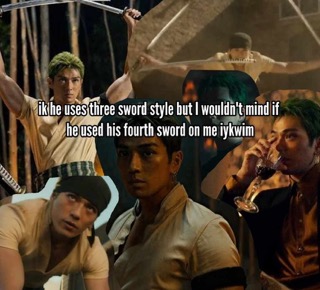 ik he uses three sword style but I wouldn't mind if
he used his fourth sword on me iykwim